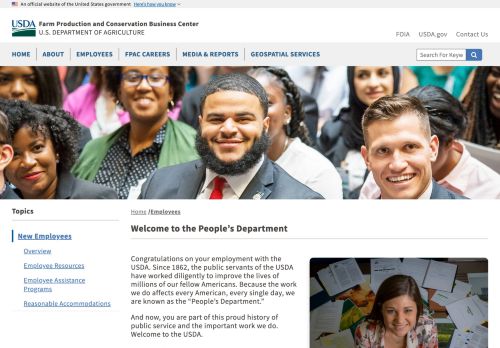 An official website of the United States government Here's how you know
USDA Farm Production and Conservation Business Center
U.S. DEPARTMENT OF AGRICULTURE
FOIA USDA.gov Contact Us
HOME ABOUT EMPLOYEES FPAC CAREERS MEDIA & REPORTS GEOSPATIAL SERVICES
Search For Keyw
Topics
New Employees
Overview
Employee Resources
Employee Assistance
Programs
Reasonable Accommodations
Home /Employees
Welcome to the People's Department
Congratulations on your employment with the
USDA. Since 1862, the public servants of the USDA
have worked diligently to improve the lives of
millions of our fellow Americans. Because the work
we do affects every American, every single day, we
are known as the "People's Department."
And now, you are part of this proud history of
public service and the important work we do.
Welcome to the USDA.